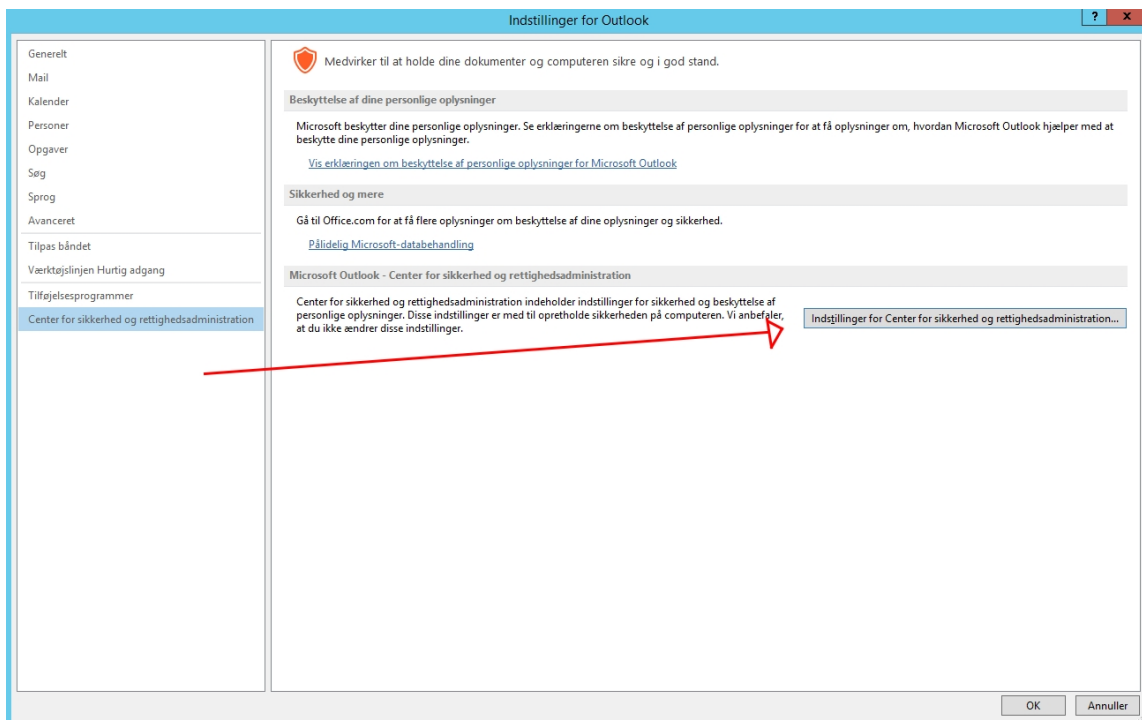 Indstillinger for Outlook
?
x
Generelt
Mail
Kalender
Personer
Opgaver
Søg
Sprog
Avanceret
Tilpas båndet
Værktøjslinjen Hurtig adgang
Tilføjelsesprogrammer
Center for sikkerhed og rettighedsadministration
Medvirker til at holde dine dokumenter og computeren sikre og i god stand.
Beskyttelse af dine personlige oplysninger
Microsoft beskytter dine personlige oplysninger. Se erklæringerne om beskyttelse af personlige oplysninger for at få oplysninger om, hvordan Microsoft Outlook hjælper med at
beskytte dine personlige oplysninger.
Vis erklæringen om beskyttelse af personlige oplysninger for Microsoft Outlook
Sikkerhed og mere
Gå til Office.com for at få flere oplysninger om beskyttelse af dine oplysninger og sikkerhed.
Pålidelig Microsoft-databehandling
Microsoft Outlook - Center for sikkerhed og rettighedsadministration
Center for sikkerhed og rettighedsadministration indeholder indstillinger for sikkerhed og beskyttelse af
personlige oplysninger. Disse indstillinger er med til opretholde sikkerheden på computeren. Vi anbefaler,
at du ikke ændrer disse indstillinger.
Indstillinger for Center for sikkerhed og rettighedsadministration...
OK
Annuller